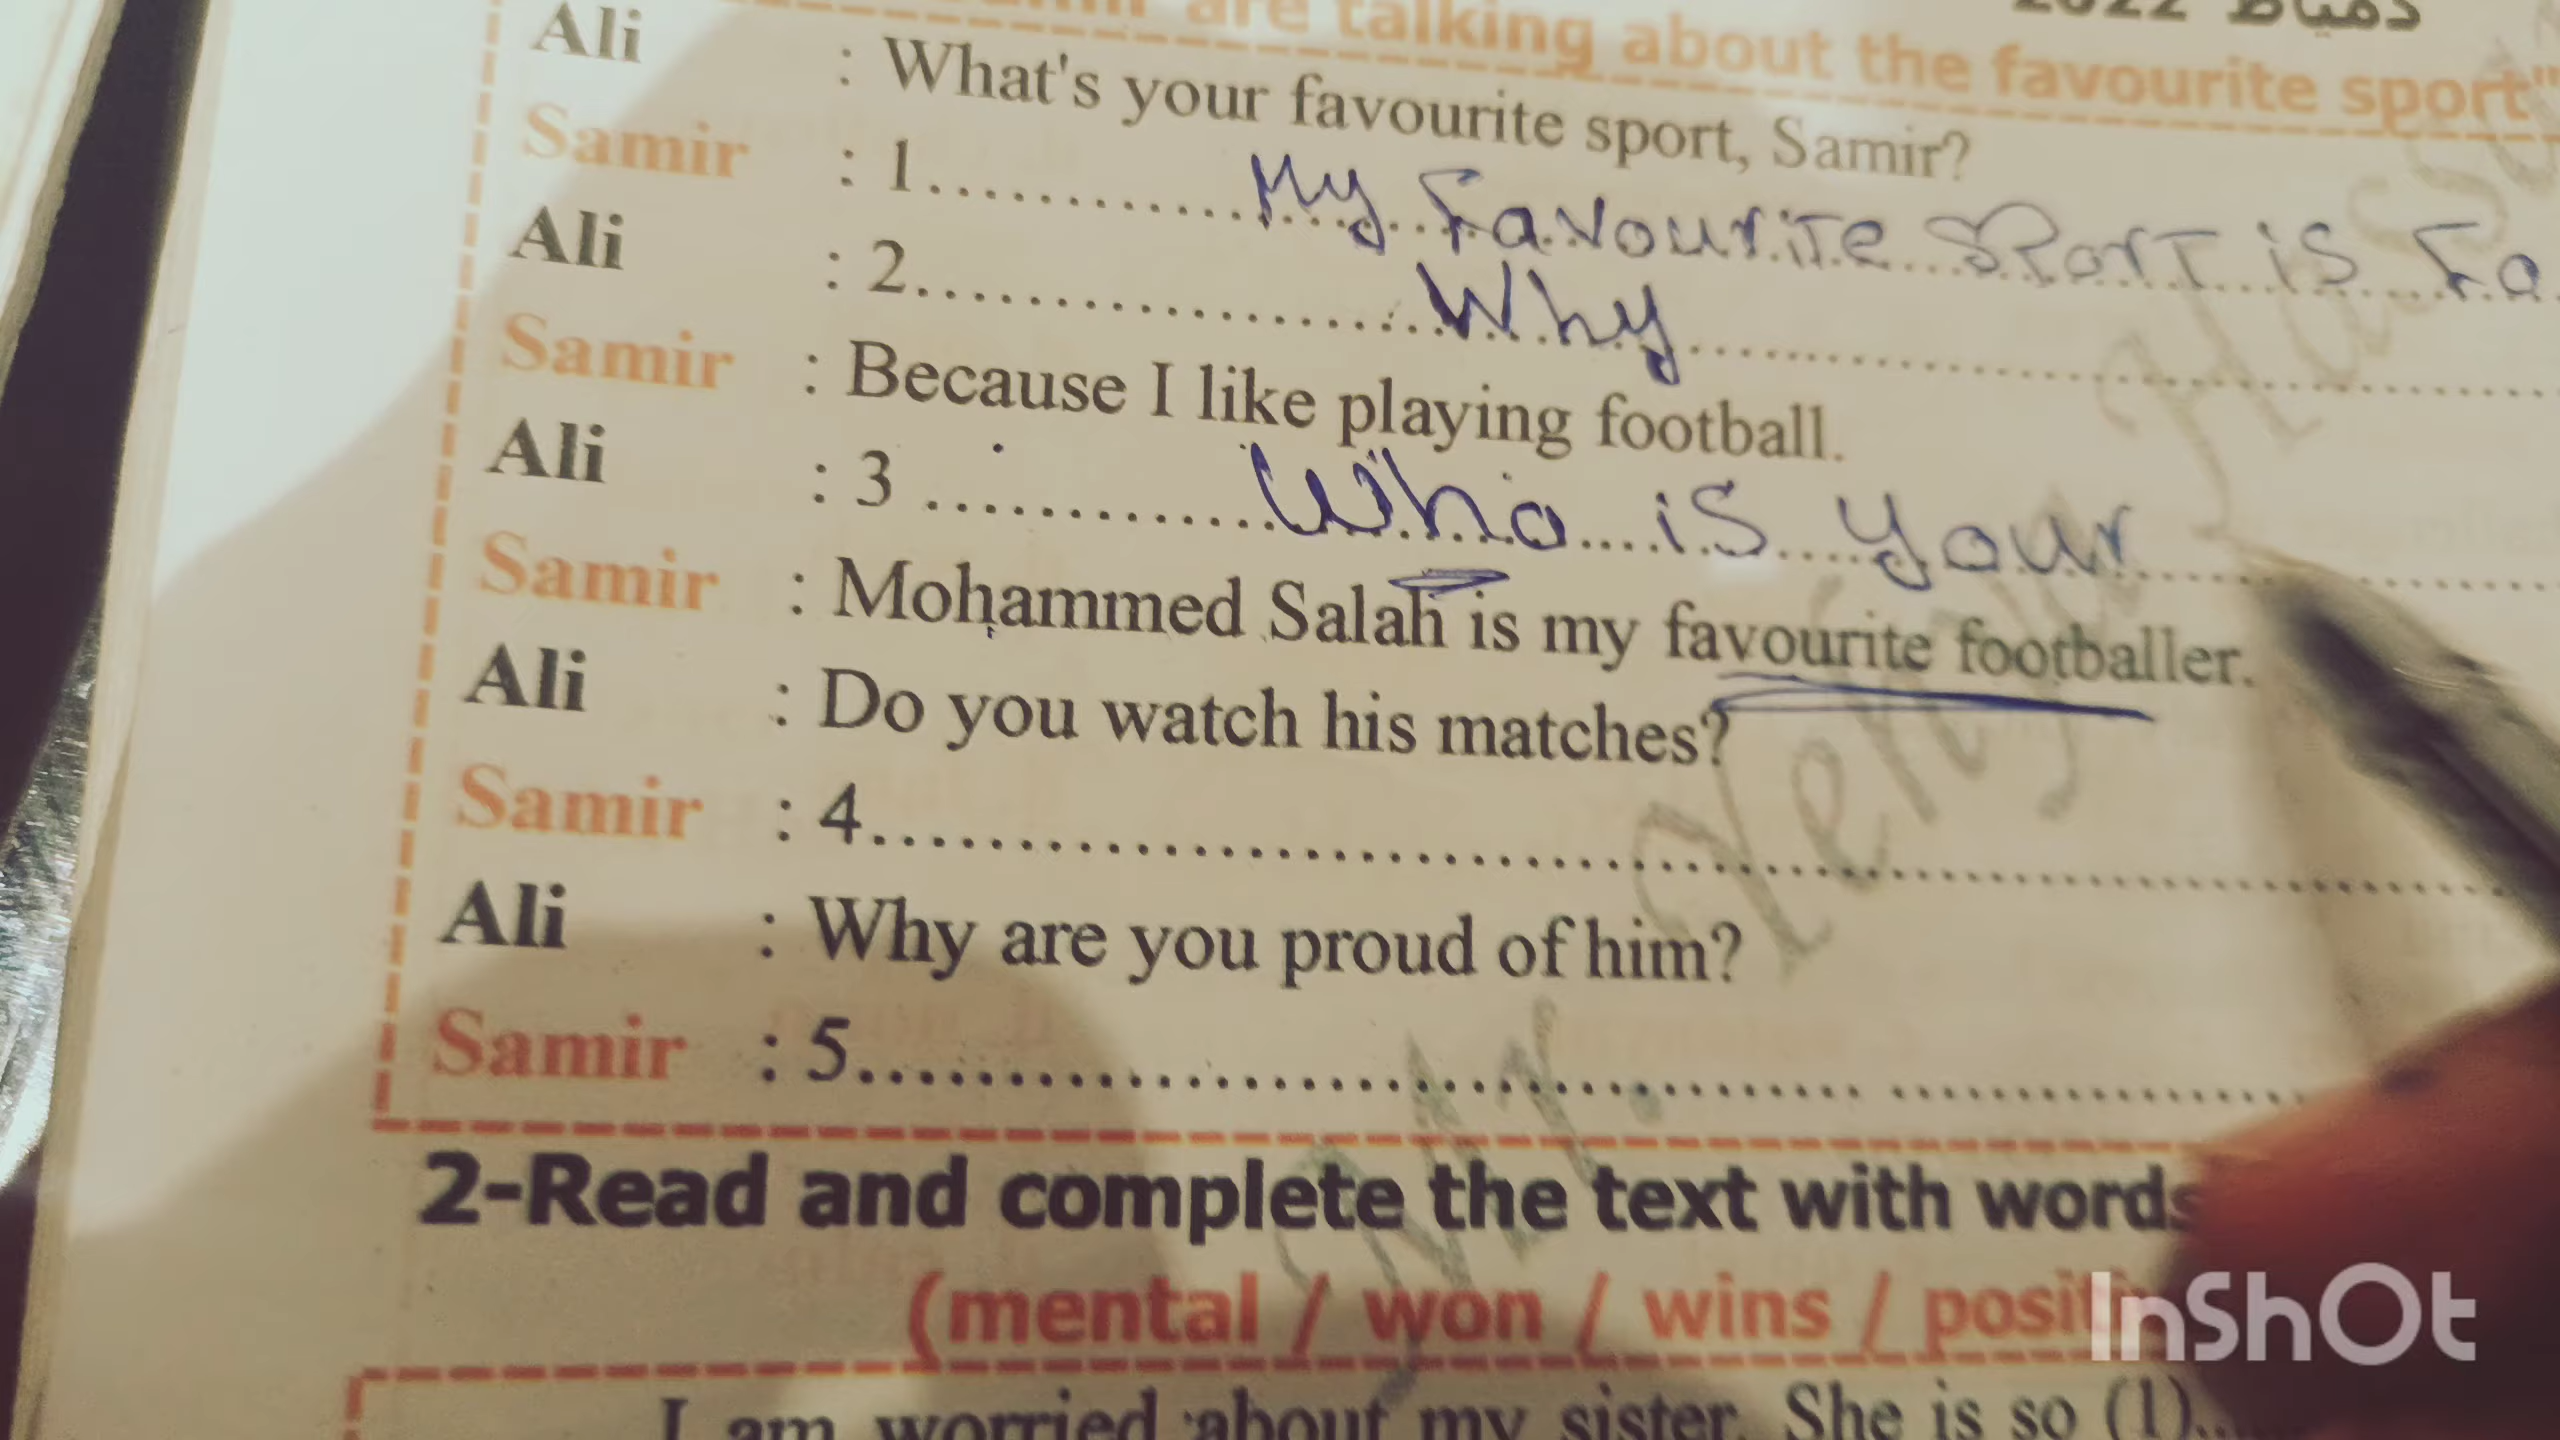 دمياط 2022
are talking about the favourite sport"
Ali : What's your favourite sport, Samir?
Samir : 1.............My Favourite Sport is Fo
Ali : 2....................Why....................
Samir : Because I like playing football.
Ali : 3 .............Who is your
Samir : Mohammed Salah is my favourite footballer.
Ali : Do you watch his matches?
Samir : 4............................................................
Ali : Why are you proud of him?
Samir : 5............................................................
2-Read and complete the text with words
(mental / won / wins /
I am worried about my sister. She is so (1)....
Mr.
InShOt